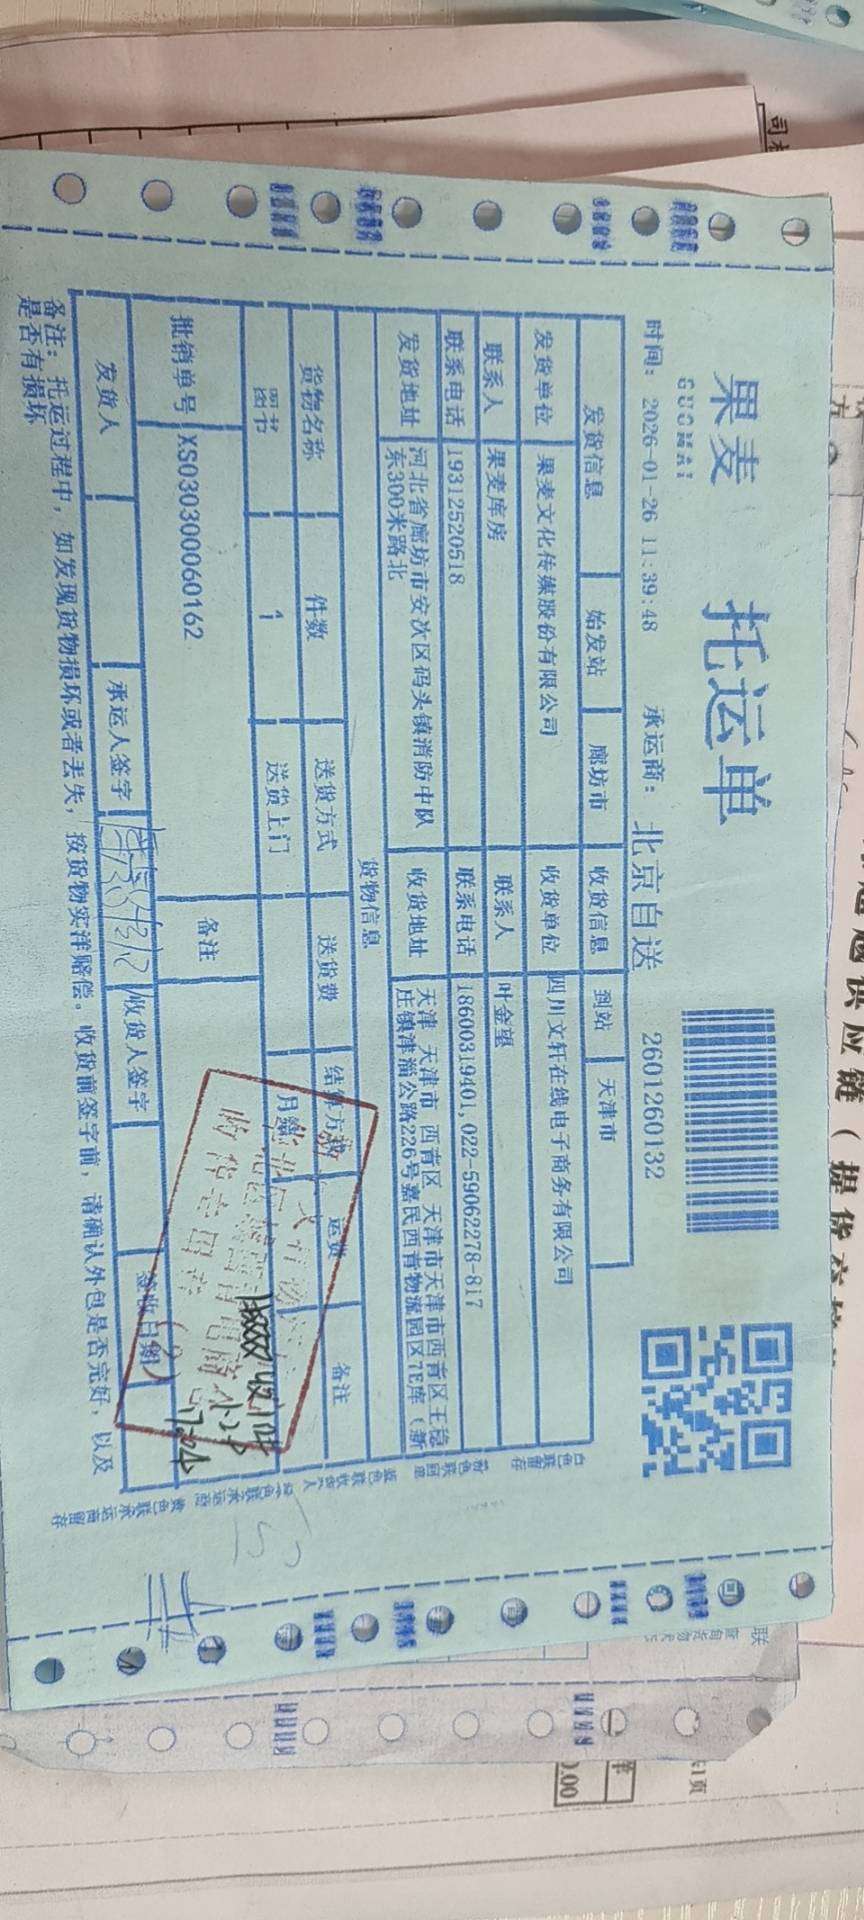 果麦
GUOMAI
托运单
时间: 2026-01-26 11:39:48 承运商: 北京自送 2601260132
发货信息 始发站 廊坊市 收货信息 到站 天津市
发货单位 果麦文化传媒股份有限公司 收货单位 四川文轩在线电子商务有限公司
联系人 果麦库房 联系人 叶金望
联系电话 19312520518 联系电话 18600319401,022-59062278-817
发货地址 河北省廊坊市安次区码头镇消防中队东300米路北 收货地址 天津 天津市 西青区 天津市天津市西青区王稳庄镇津淄公路226号嘉民西青物流园区7E库 (新
货物信息
货物名称 件数 送货方式 送货费 结算方式 运费 备注
图书 1 送货上门 月结
批销单号 XS030300060162 备注
发货人 承运人签字 收货人签字 签收日期
备注: 托运过程中, 如发现货物损坏或者丢失, 按货物实洋赔偿。收货前签字前, 请确认外包是否完好, 以及
是否有损坏
收货专用章
供应链(提货